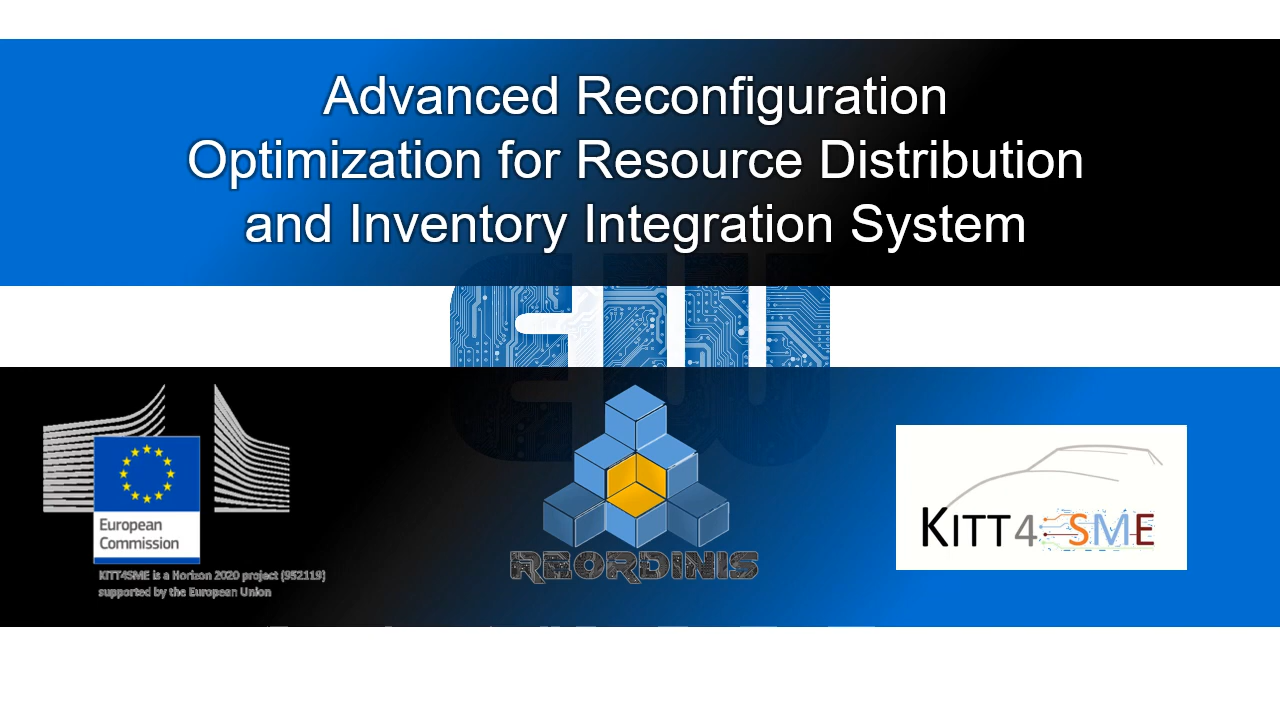 Advanced Reconfiguration
Optimization for Resource Distribution
and Inventory Integration System
European
Commission
KITT4SME is a Horizon 2020 project (952119)
supported by the European Union
REORDINIS
KITT4SME